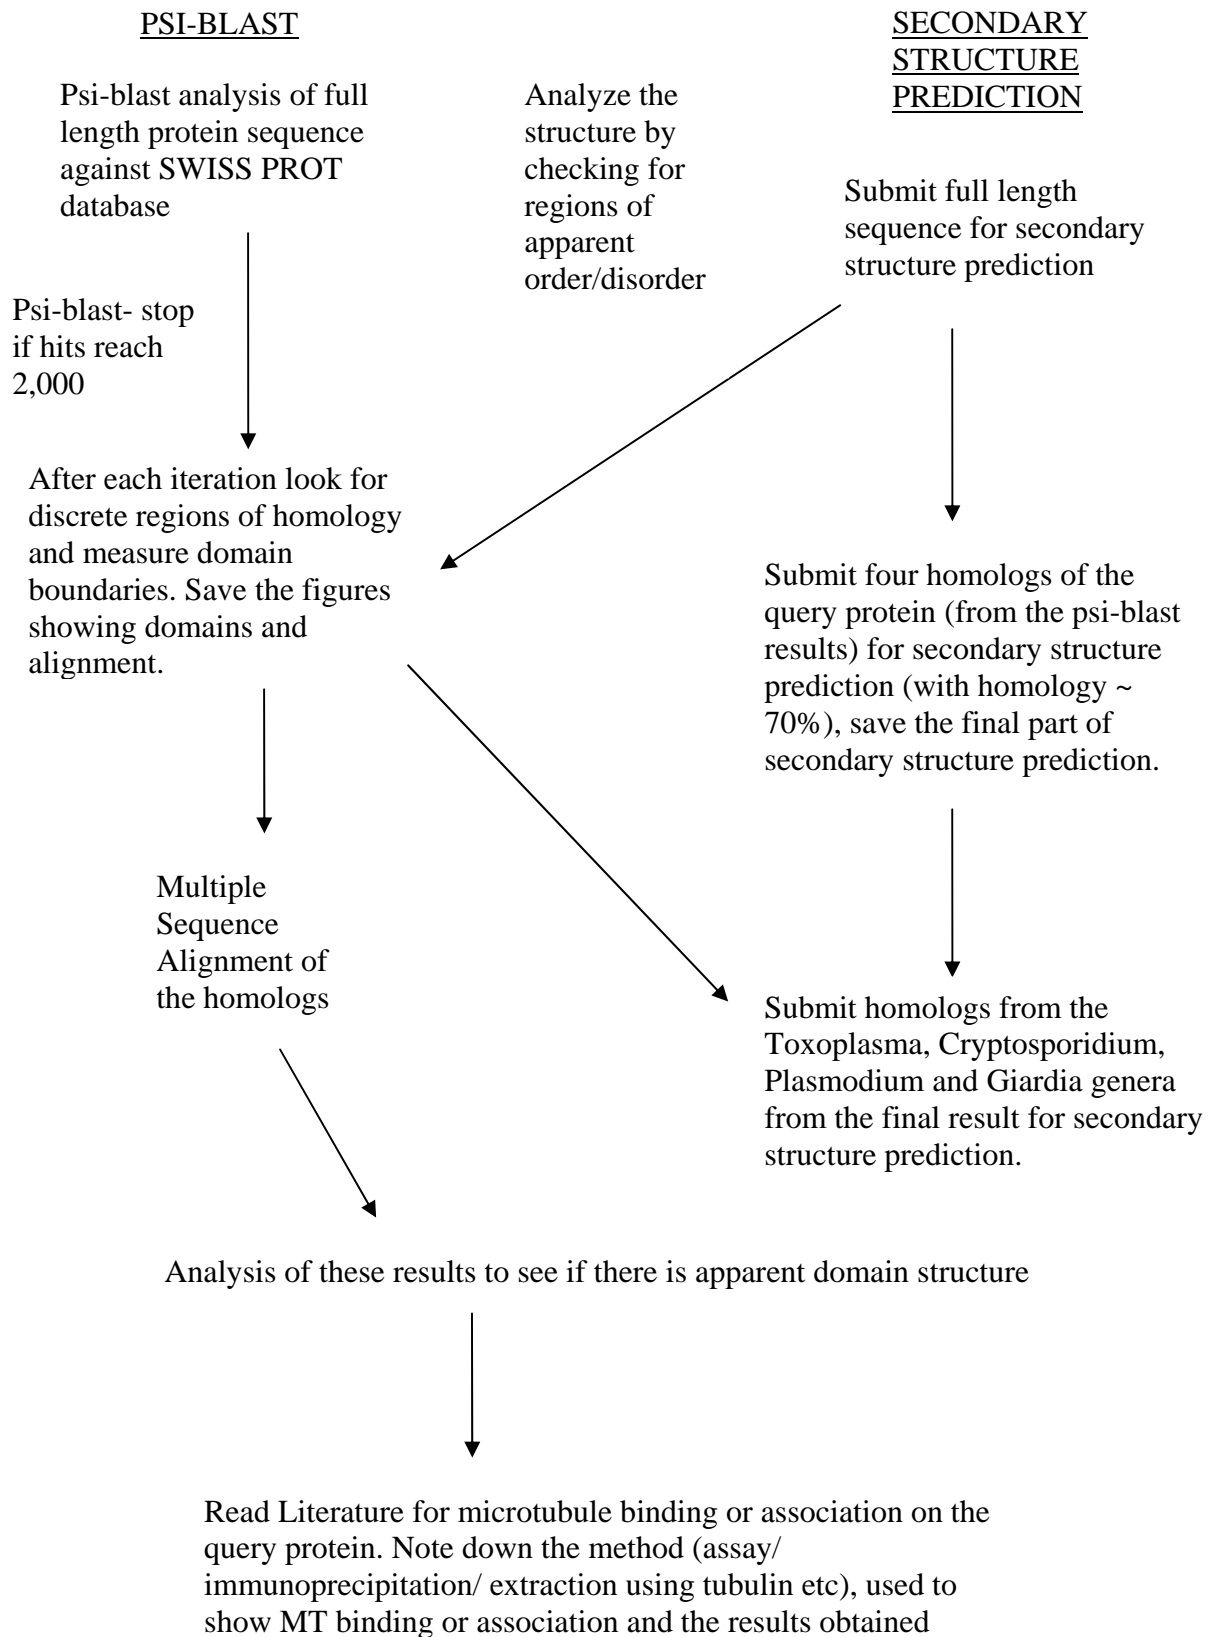 PSI-BLAST
Psi-blast analysis of full
length protein sequence
against SWISS PROT
database
Psi-blast- stop
if hits reach
2,000
After each iteration look for
discrete regions of homology
and measure domain
boundaries. Save the figures
showing domains and
alignment.
Multiple
Sequence
Alignment of
the homologs
Analyze the
structure by
checking for
regions of
apparent
order/disorder
SECONDARY
STRUCTURE
PREDICTION
Submit full length
sequence for secondary
structure prediction
Submit four homologs of the
query protein (from the psi-blast
results) for secondary structure
prediction (with homology ~
70%), save the final part of
secondary structure prediction.
Submit homologs from the
Toxoplasma, Cryptosporidium,
Plasmodium and Giardia genera
from the final result for secondary
structure prediction.
Analysis of these results to see if there is apparent domain structure
Read Literature for microtubule binding or association on the
query protein. Note down the method (assay/
immunoprecipitation/ extraction using tubulin etc), used to
show MT binding or association and the results obtained